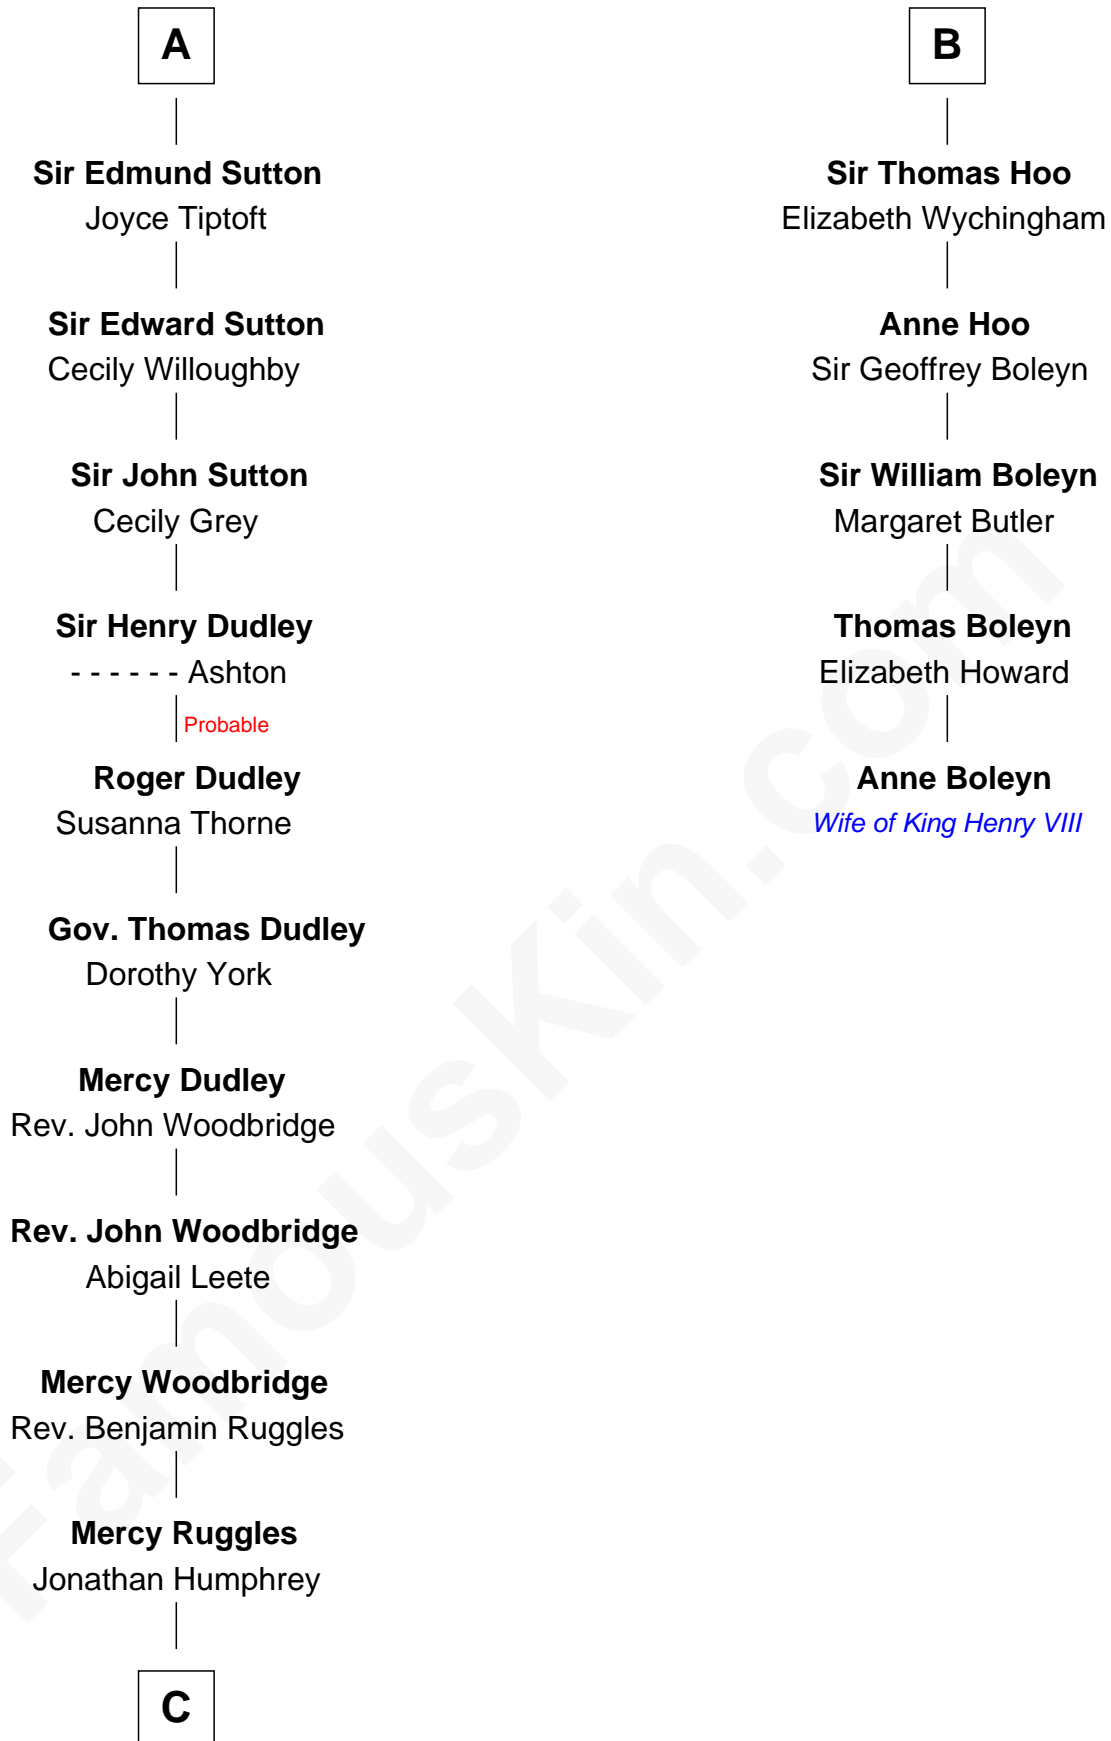 A
Sir Edmund Sutton
Joyce Tiptoft
Sir Edward Sutton
Cecily Willoughby
Sir John Sutton
Cecily Grey
Sir Henry Dudley
- - - - - - Ashton
Probable
Roger Dudley
Susanna Thorne
Gov. Thomas Dudley
Dorothy York
Mercy Dudley
Rev. John Woodbridge
Rev. John Woodbridge
Abigail Leete
Mercy Woodbridge
Rev. Benjamin Ruggles
Mercy Ruggles
Jonathan Humphrey
C
B
Sir Thomas Hoo
Elizabeth Wychingham
Anne Hoo
Sir Geoffrey Boleyn
Sir William Boleyn
Margaret Butler
Thomas Boleyn
Elizabeth Howard
Anne Boleyn
Wife of King Henry VIII
FamousKin.com